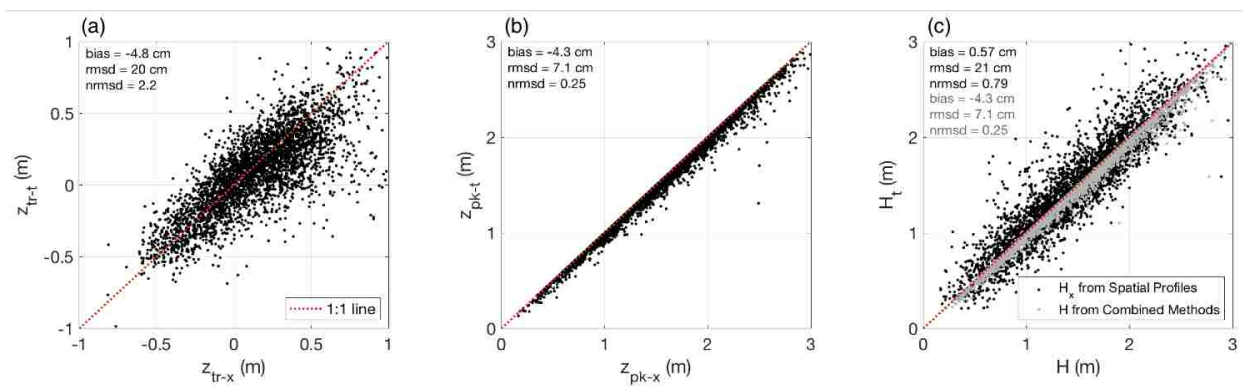 (a)
bias = -4.8 cm
rmsd = 20 cm
nrmsd = 2.2
1
0.5
0
-0.5
-1
z_tr-t (m)
-1 -0.5 0 0.5 1
z_tr-x (m)
1:1 line
(b)
bias = -4.3 cm
rmsd = 7.1 cm
nrmsd = 0.25
3
2
1
0
z_pk-t (m)
0 1 2 3
z_pk-x (m)
(c)
bias = 0.57 cm
rmsd = 21 cm
nrmsd = 0.79
bias = -4.3 cm
rmsd = 7.1 cm
nrmsd = 0.25
3
2
1
0
H_t (m)
0 1 2 3
H (m)
H_x from Spatial Profiles
H from Combined Methods